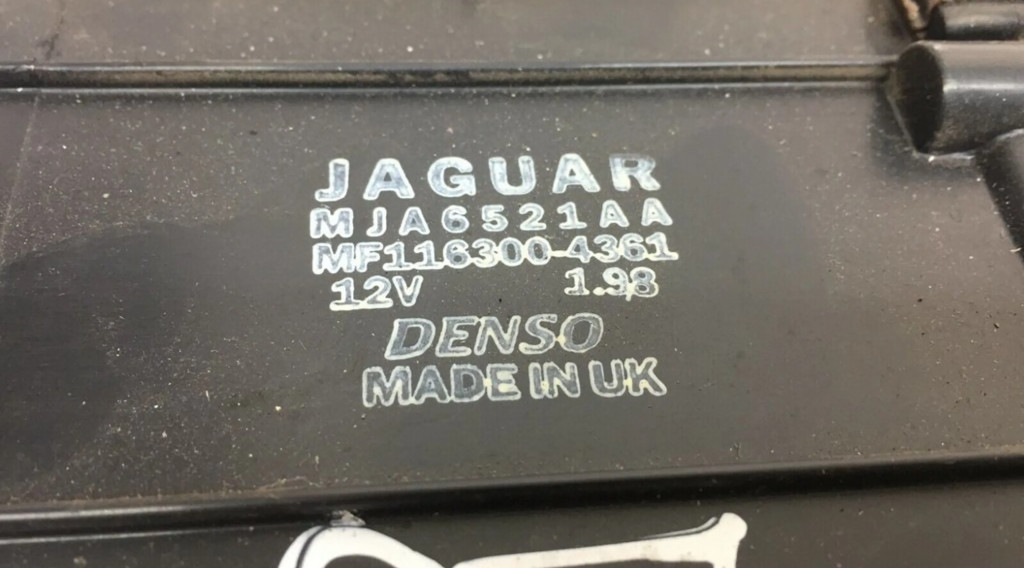 JAGUAR
MJA6521AA
MF116300-4361
12V 1.98
DENSO
MADE IN UK